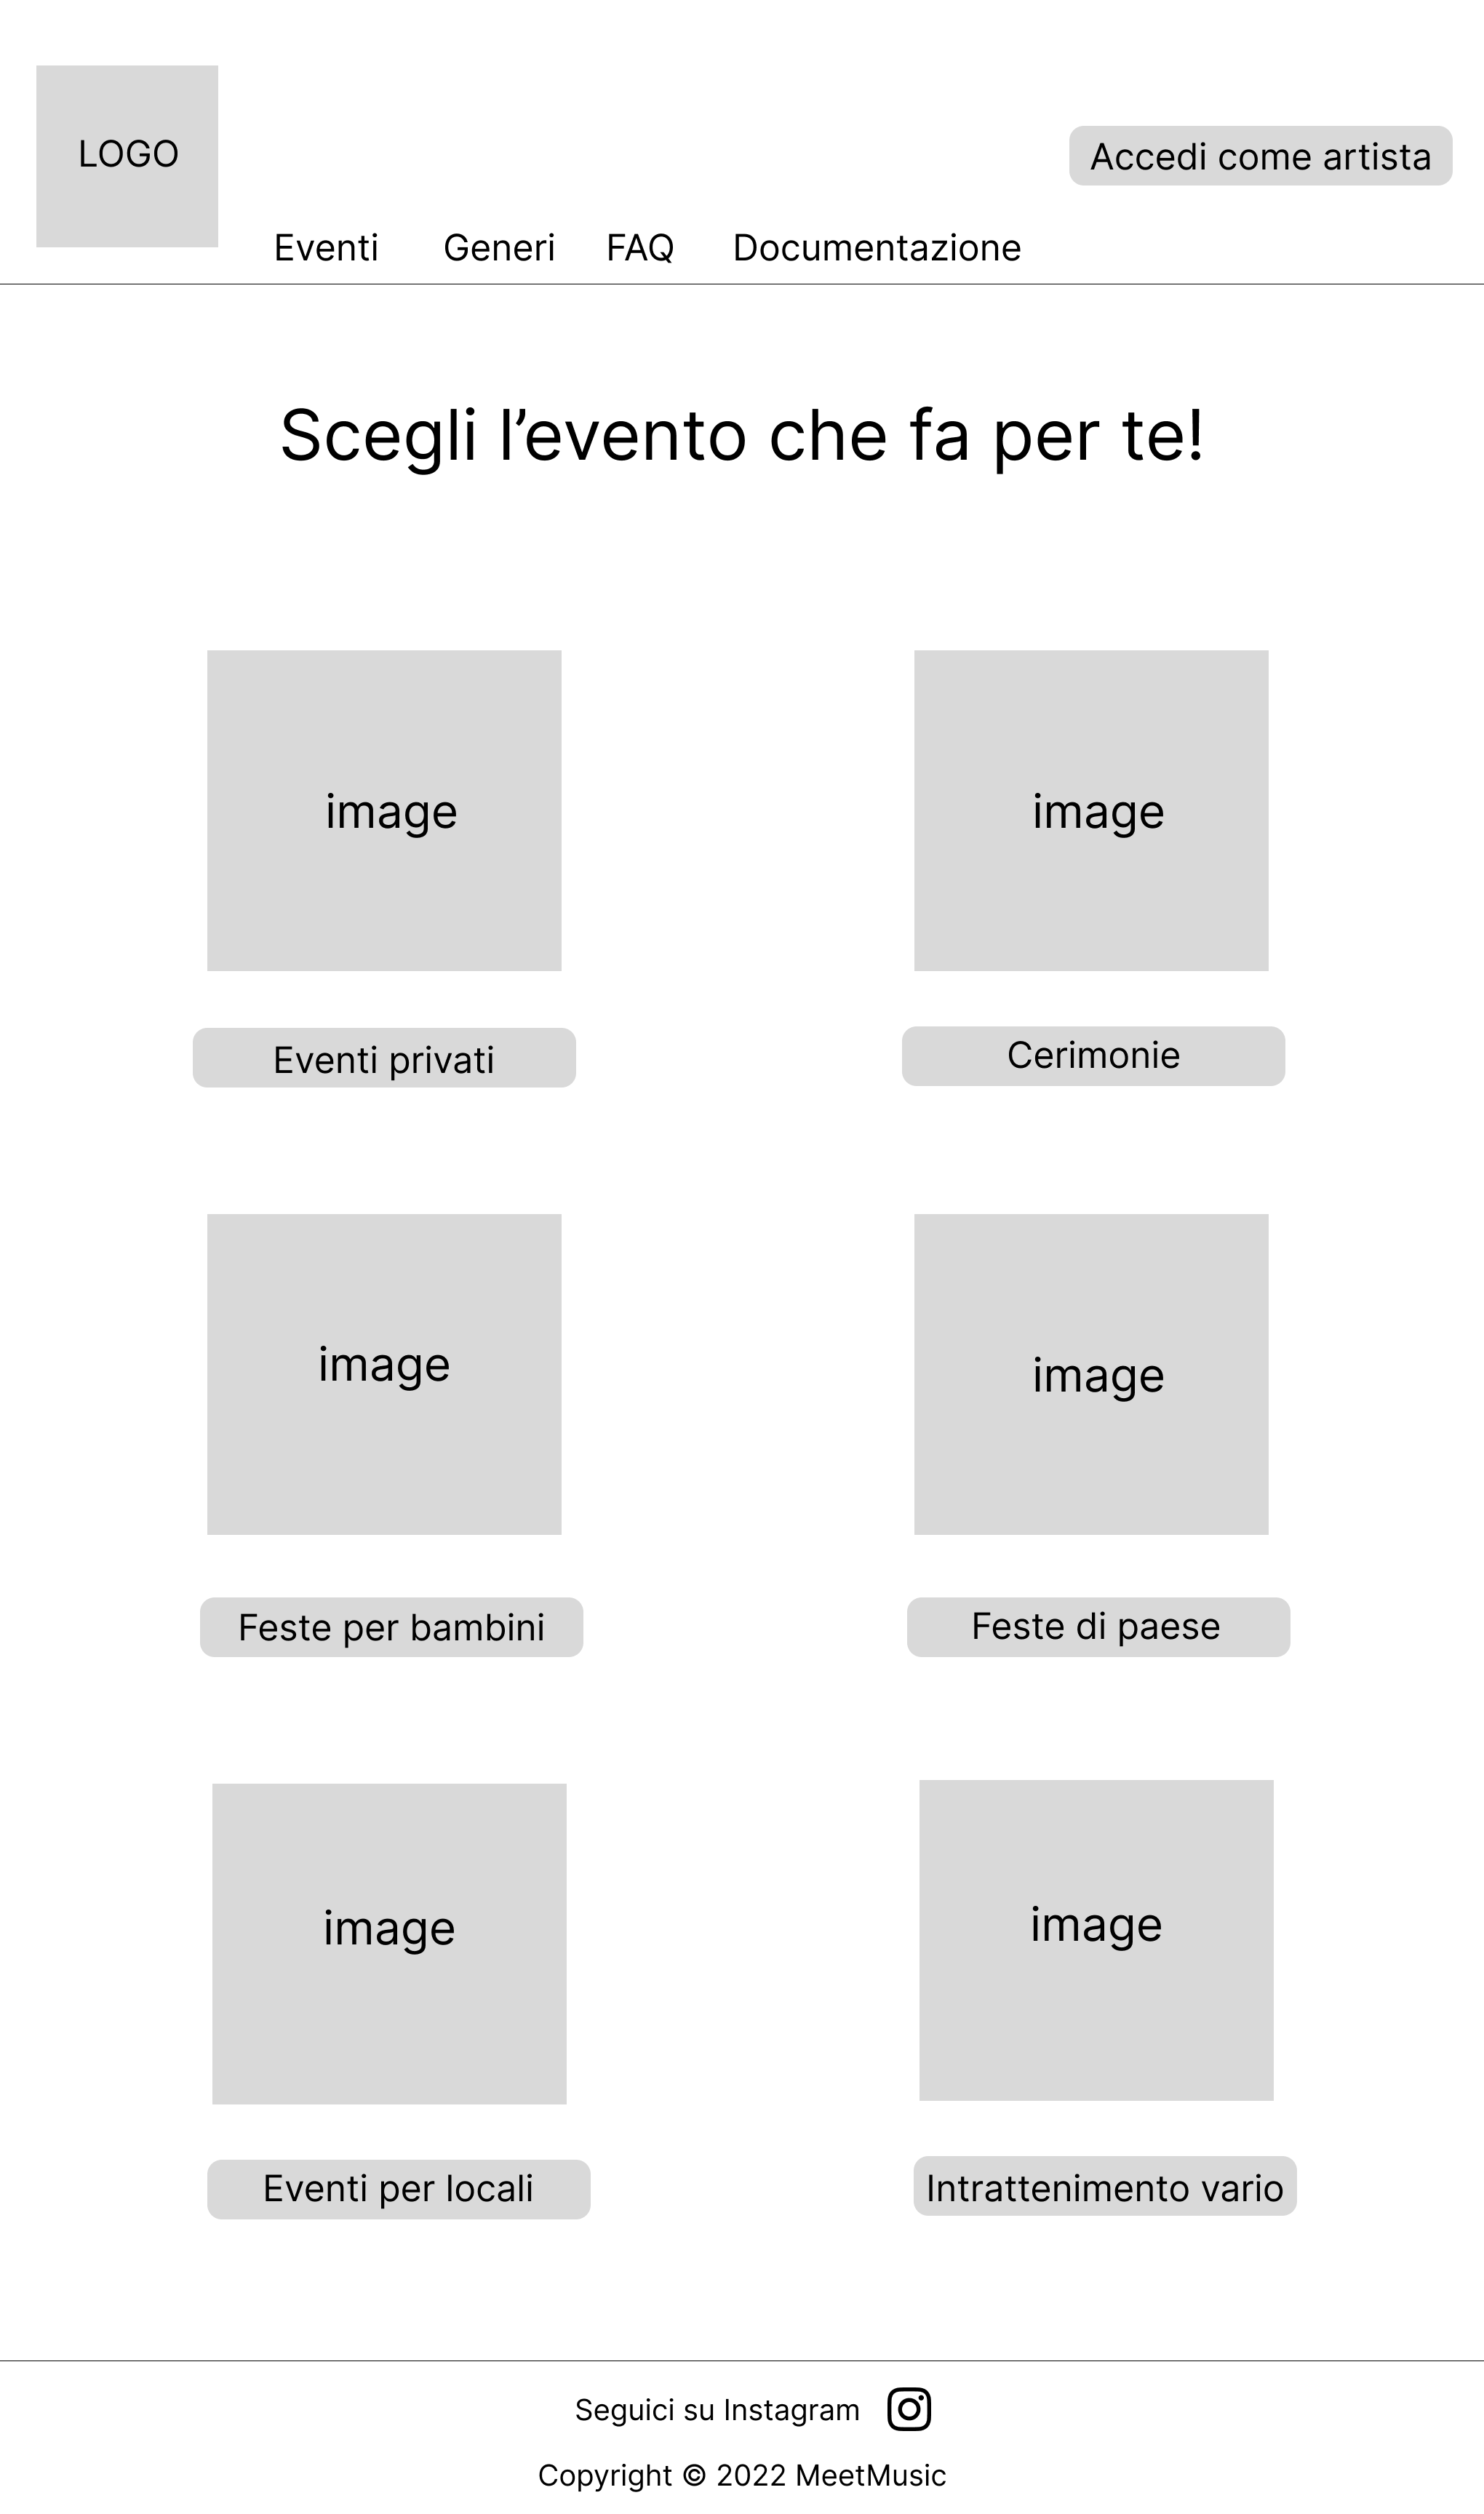 LOGO
Accedi come artista
Eventi Generi FAQ Documentazione
Scegli l’evento che fa per te!
image image
Eventi privati Cerimonie
image image
Feste per bambini Feste di paese
image image
Eventi per locali Intrattenimento vario
Seguici su Instagram
Copyright © 2022 MeetMusic